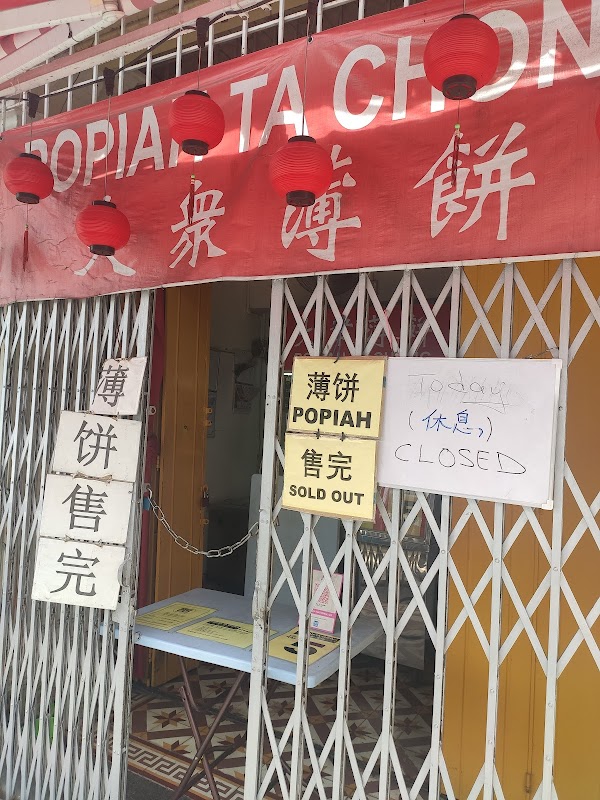 POPIAH TA CHON
大衆薄餅
薄
饼
售
完
薄饼
POPIAH
售完
SOLD OUT
Today
(休息,)
CLOSED